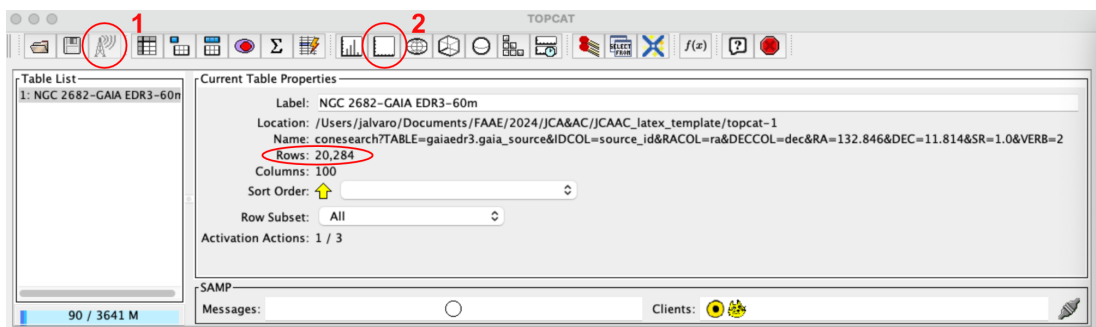 TOPCAT
1
2
SELECT FROM
f(x)
?
Table List
1: NGC 2682-GAIA EDR3-60n
90 / 3641 M
Current Table Properties
Label: NGC 2682-GAIA EDR3-60m
Location: /Users/jalvaro/Documents/FAAE/2024/JCA&AC/JCAAC_latex_template/topcat-1
Name: conesearch?TABLE=gaiaedr3.gaia_source&IDCOL=source_id&RACOL=ra&DECCOL=dec&RA=132.846&DEC=11.814&SR=1.0&VERB=2
Rows: 20,284
Columns: 100
Sort Order:
Row Subset: All
Activation Actions: 1 / 3
SAMP
Messages:
Clients: